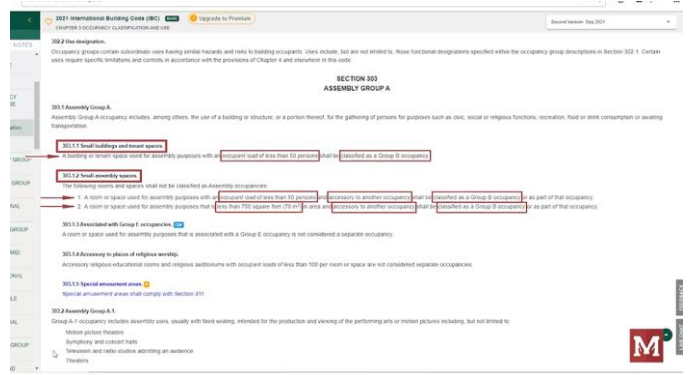 2021 International Building Code (IBC) BASIC Upgrade to Premium
CHAPTER 3 OCCUPANCY CLASSIFICATION AND USE
Second Version: Sep 2021
NOTES
302.2 Use designation.
Occupancy groups contain subordinate uses having similar hazards and risks to building occupants. Uses include, but are not limited to, those functional designations specified within the occupancy group descriptions in Section 302.1. Certain
uses require specific limitations and controls in accordance with the provisions of Chapter 4 and elsewhere in this code.
SECTION 303
ASSEMBLY GROUP A
303.1 Assembly Group A.
Assembly Group A occupancy includes, among others, the use of a building or structure, or a portion thereof, for the gathering of persons for purposes such as civic, social or religious functions; recreation, food or drink consumption or awaiting
transportation.
303.1.1 Small buildings and tenant spaces.
A building or tenant space used for assembly purposes with an occupant load of less than 50 persons shall be classified as a Group B occupancy.
303.1.2 Small assembly spaces.
The following rooms and spaces shall not be classified as Assembly occupancies:
1. A room or space used for assembly purposes with an occupant load of less than 50 persons and accessory to another occupancy shall be classified as a Group B occupancy or as part of that occupancy.
2. A room or space used for assembly purposes that is less than 750 square feet (70 m²) in area and accessory to another occupancy shall be classified as a Group B occupancy or as part of that occupancy.
303.1.3 Associated with Group E occupancies.
A room or space used for assembly purposes that is associated with a Group E occupancy is not considered a separate occupancy.
303.1.4 Accessory to places of religious worship.
Accessory religious educational rooms and religious auditoriums with occupant loads of less than 100 per room or space are not considered separate occupancies.
303.1.5 Special amusement areas.
Special amusement areas shall comply with Section 411.
303.2 Assembly Group A-1.
Group A-1 occupancy includes assembly uses, usually with fixed seating, intended for the production and viewing of the performing arts or motion pictures including, but not limited to:
Motion picture theaters
Symphony and concert halls
Television and radio studios admitting an audience
Theaters
GROUP
GROUP
GROUP
GROUP
FEEDBACK
LIVE CHAT
M